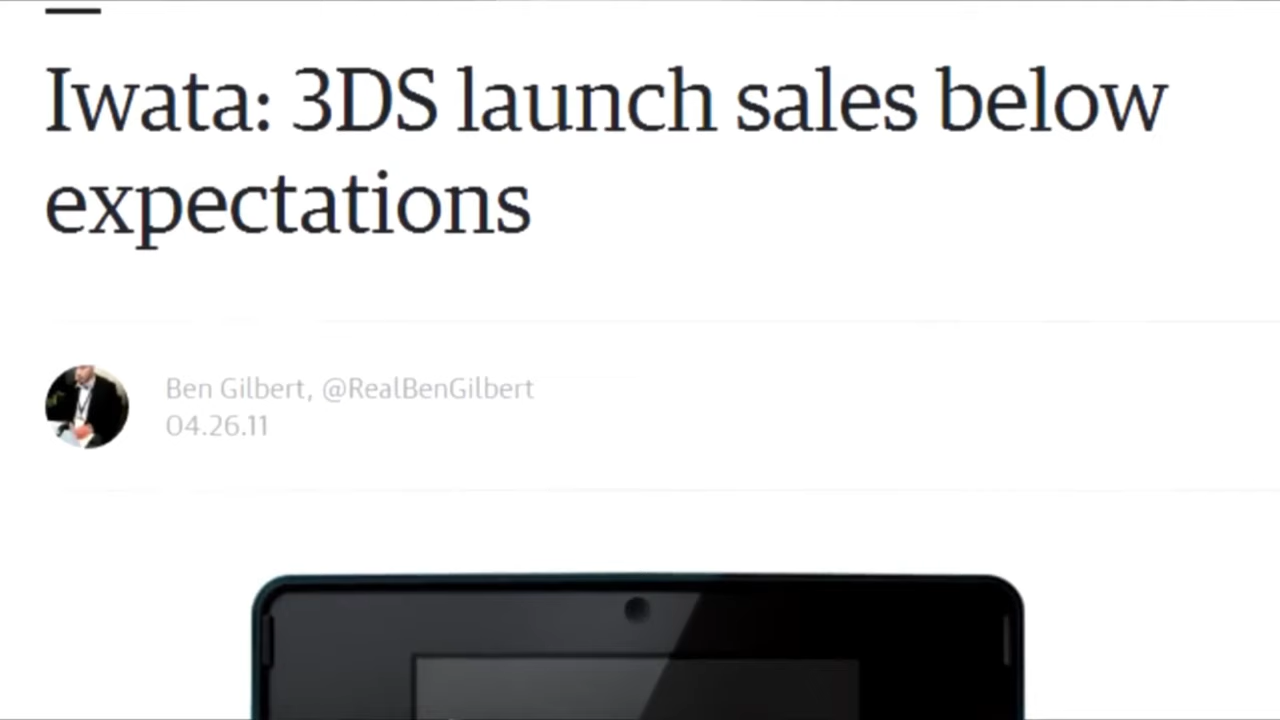 Iwata: 3DS launch sales below
expectations
Ben Gilbert, @RealBenGilbert
04.26.11